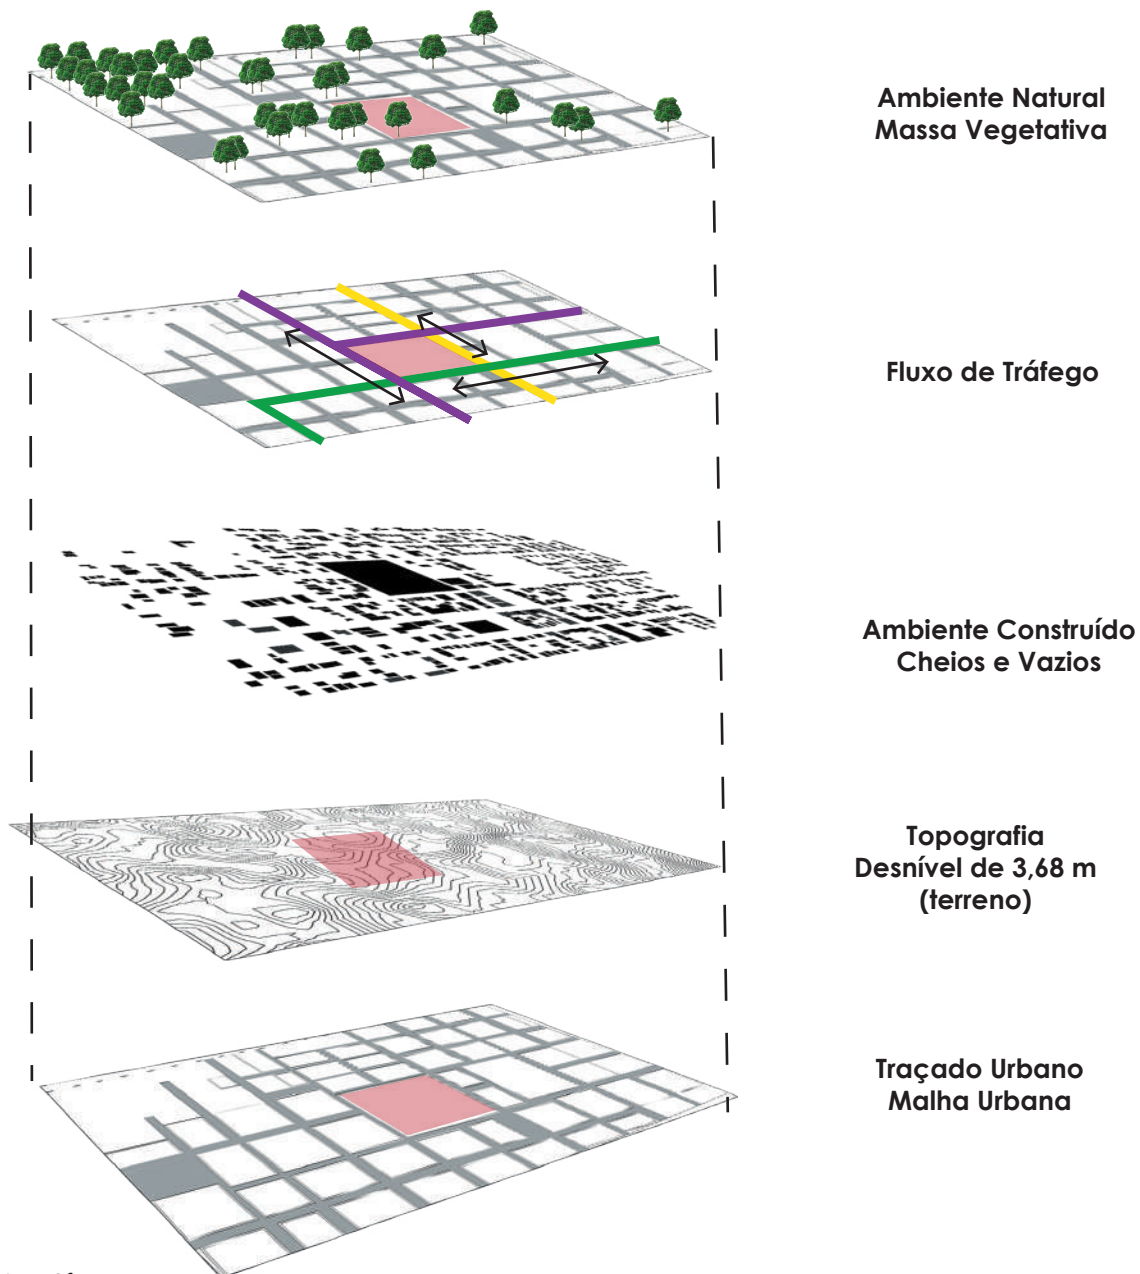 Ambiente Natural
Massa Vegetativa
Fluxo de Tráfego
Ambiente Construído
Cheios e Vazios
Topografia
Desnível de 3,68 m
(terreno)
Traçado Urbano
Malha Urbana